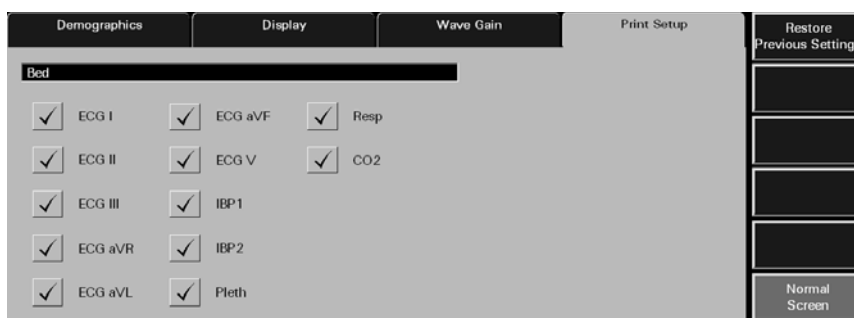 Demographics Display Wave Gain Print Setup
Restore
Previous Setting
Bed
ECG I ECG aVF Resp
ECG II ECG V CO2
ECG III IBP1
ECG aVR IBP2
ECG aVL Pleth
Normal
Screen